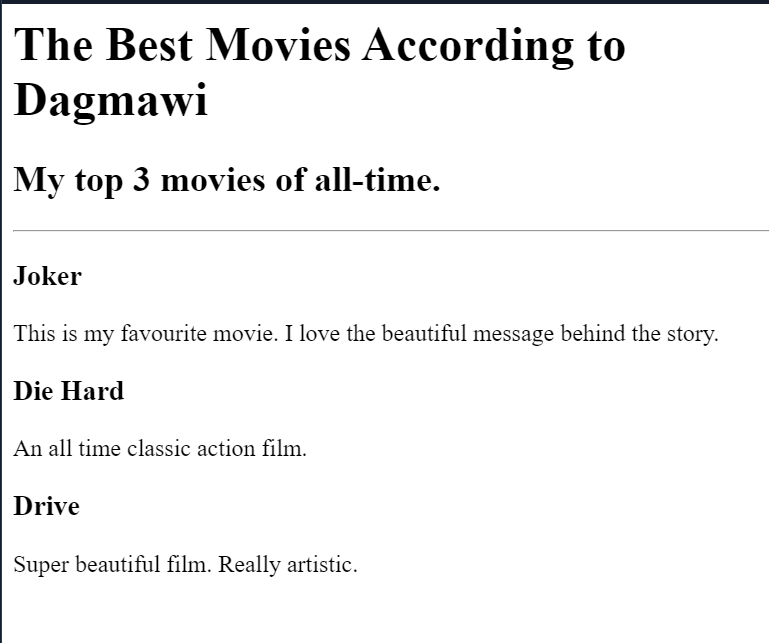 The Best Movies According to
Dagmawi
My top 3 movies of all-time.
Joker
This is my favourite movie. I love the beautiful message behind the story.
Die Hard
An all time classic action film.
Drive
Super beautiful film. Really artistic.